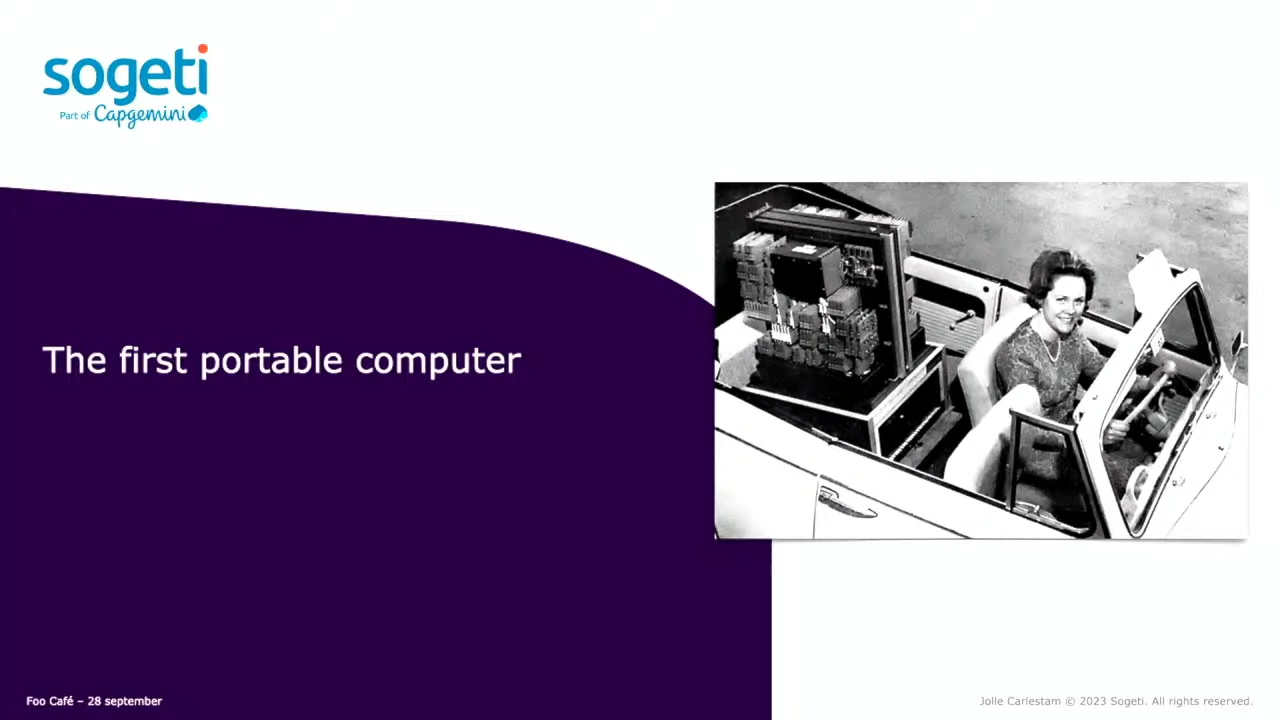 sogeti
Part of Capgemini
The first portable computer
Foo Café – 28 september
Jolle Carlestam © 2023 Sogeti. All rights reserved.